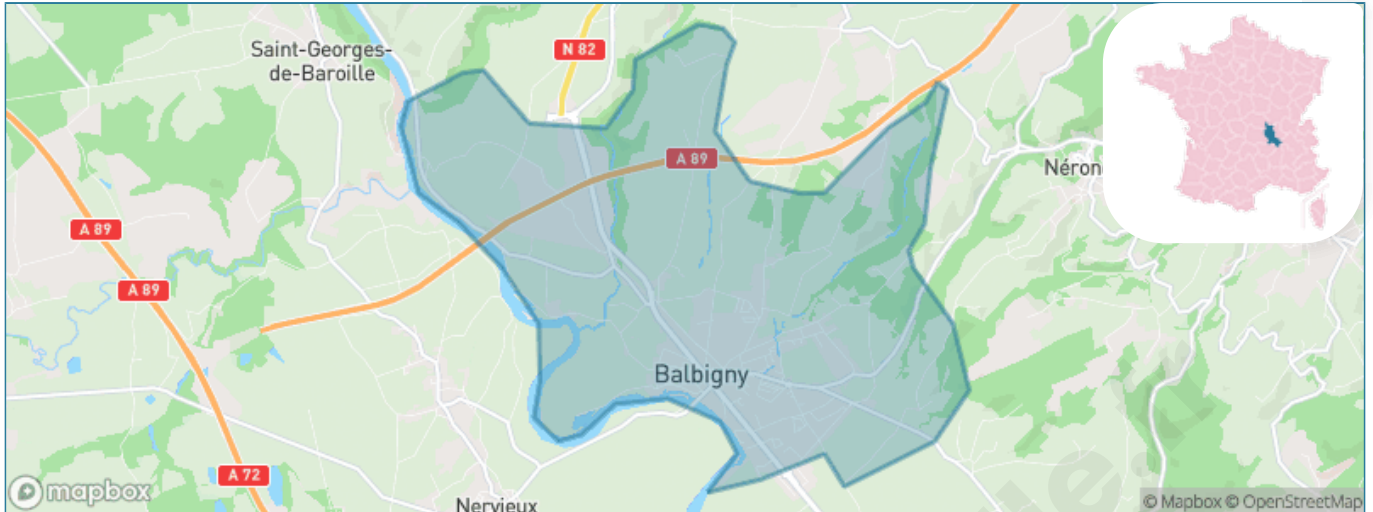 Saint-Georges-
de-Baroille
N 82
A 89
Néron
A 89
A 89
Balbigny
A 72
Nervieux
mapbox
© Mapbox © OpenStreetMap